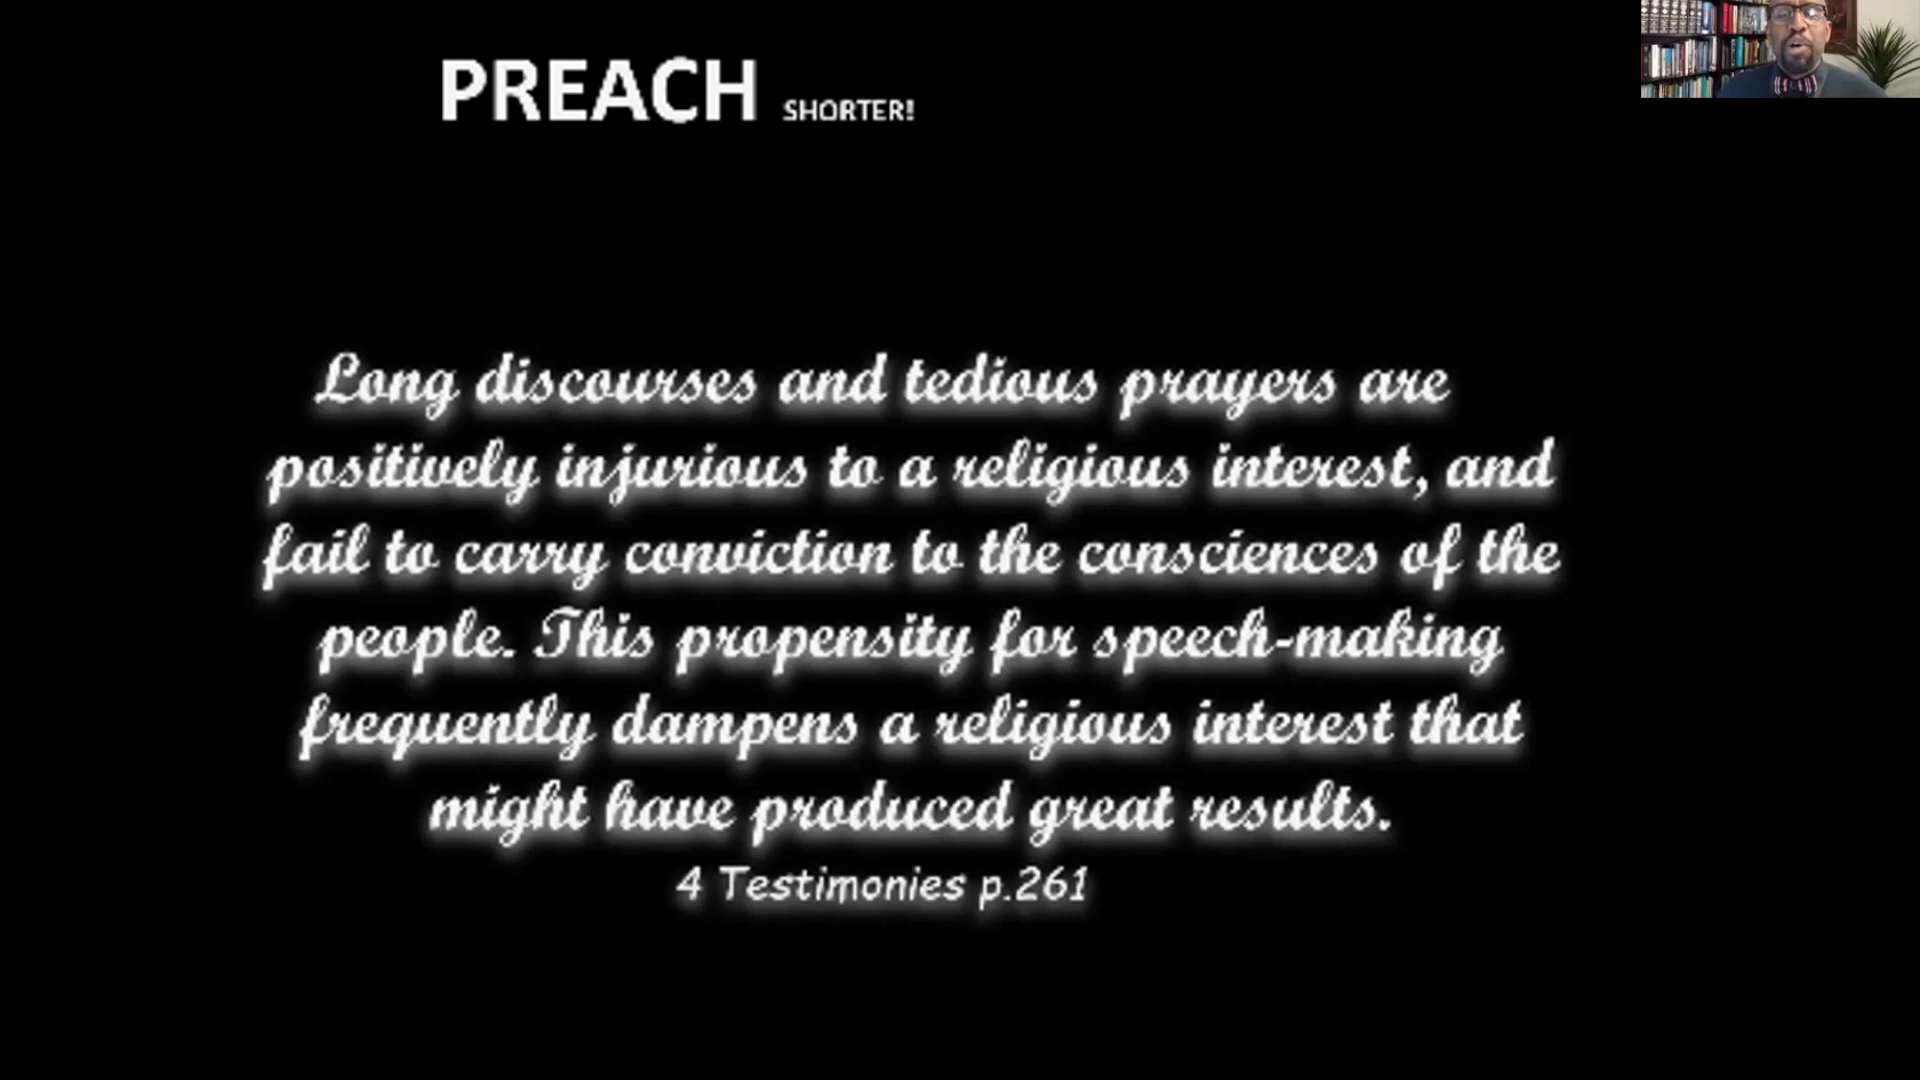 PREACH SHORTER!
Long discourses and tedious prayers are
positively injurious to a religious interest, and
fail to carry conviction to the consciences of the
people. This propensity for speech-making
frequently dampens a religious interest that
might have produced great results.
4 Testimonies p.261